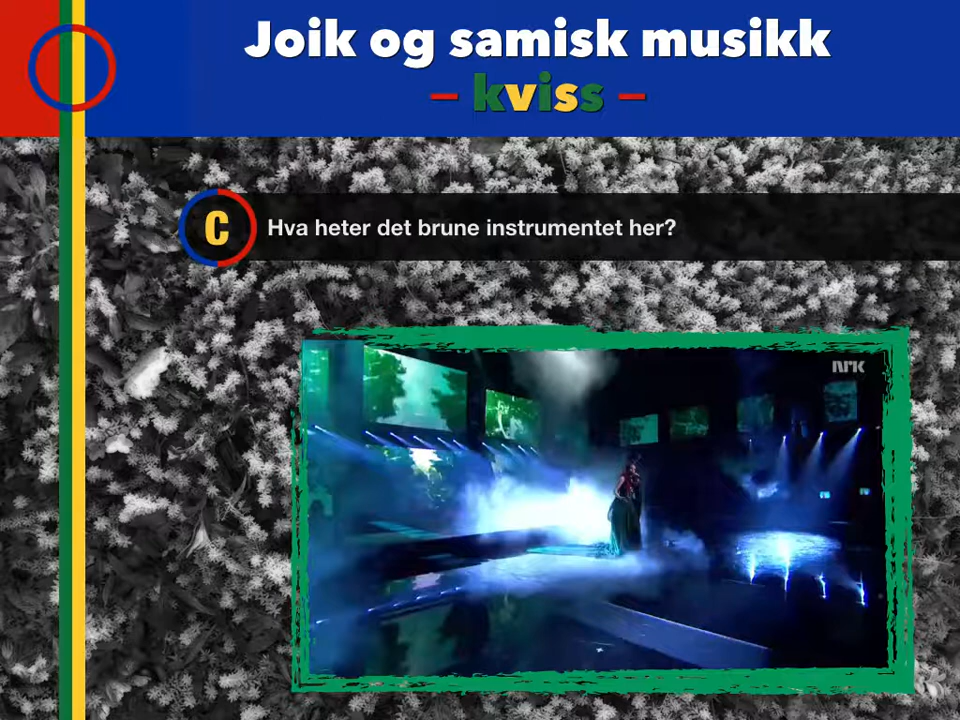 Joik og samisk musikk
– kviss –
C
Hva heter det brune instrumentet her?
NRK